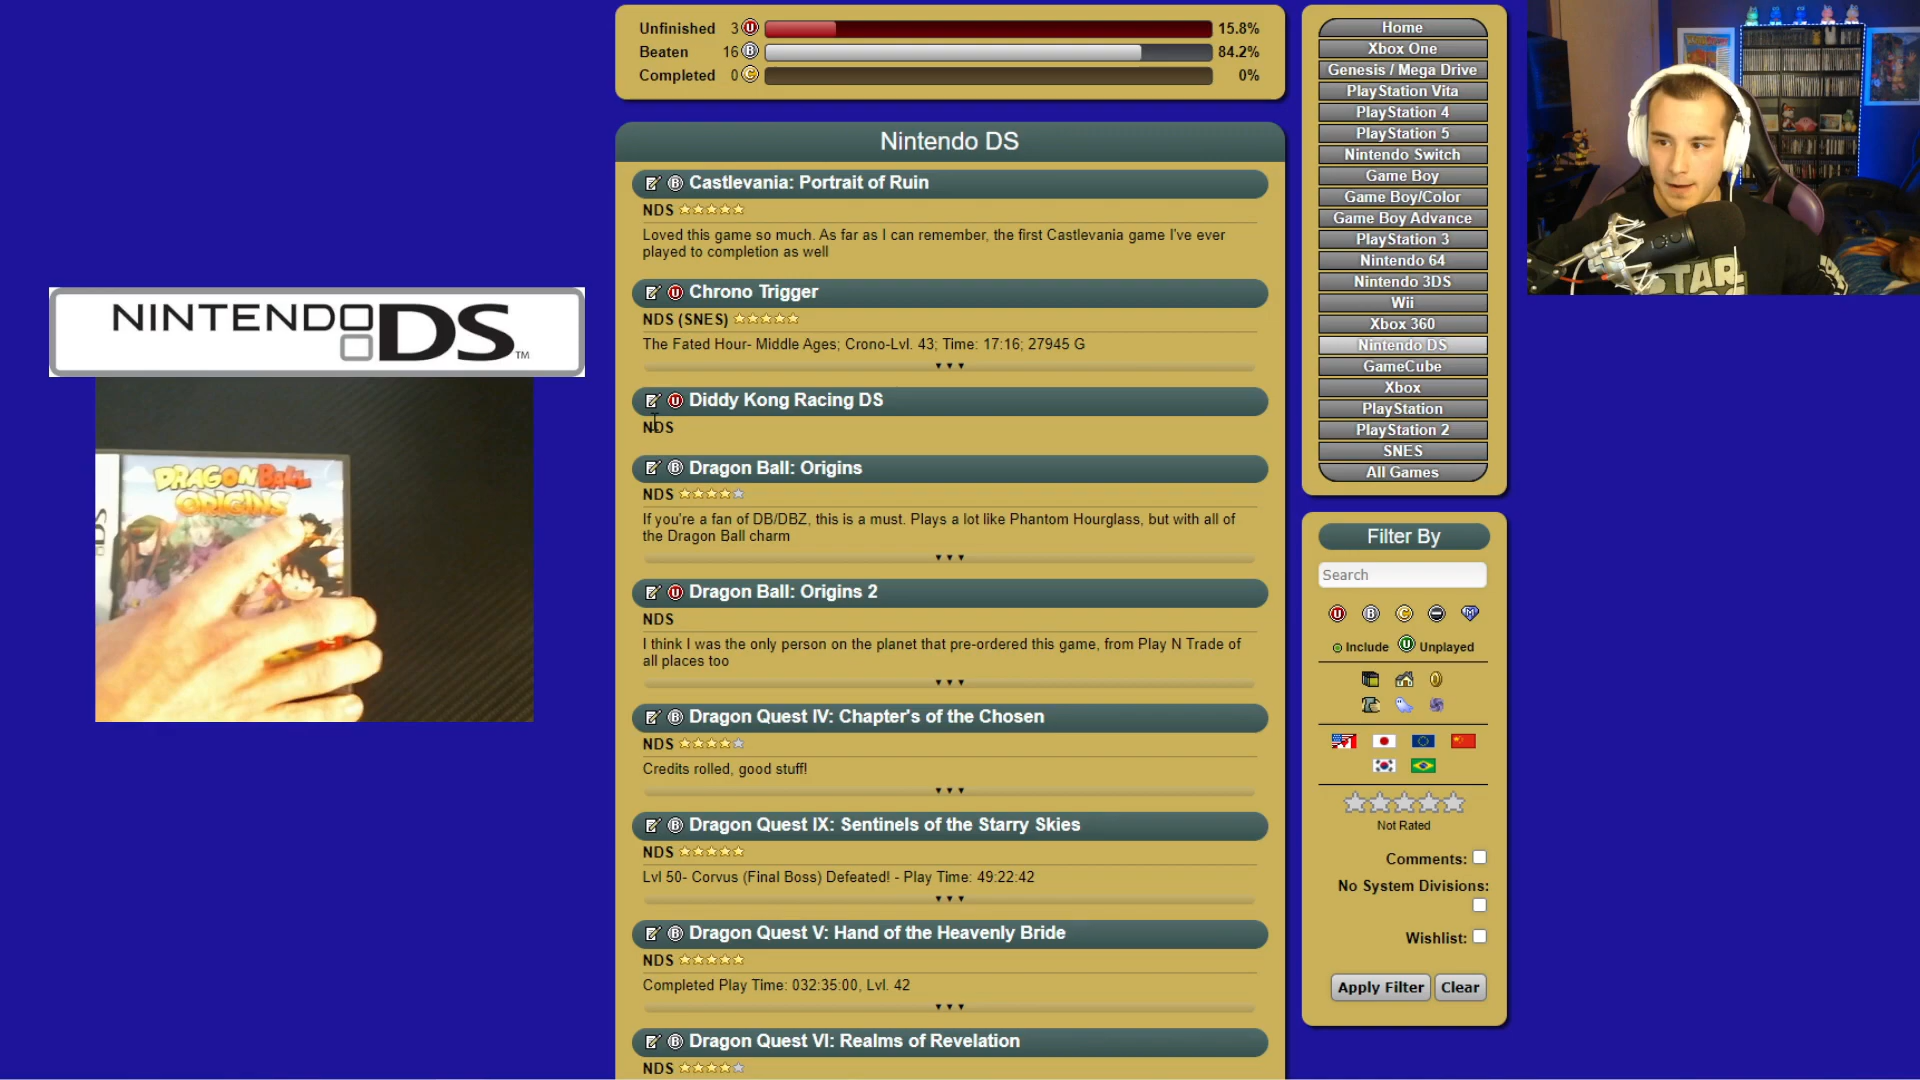 Unfinished 3 U 15.8%
Beaten 16 B 84.2%
Completed 0 C 0%
Nintendo DS
B Castlevania: Portrait of Ruin
NDS
Loved this game so much. As far as I can remember, the first Castlevania game I've ever
played to completion as well
U Chrono Trigger
NDS (SNES)
The Fated Hour- Middle Ages; Crono-Lvl. 43; Time: 17:16; 27945 G
U Diddy Kong Racing DS
NDS
B Dragon Ball: Origins
NDS
If you're a fan of DB/DBZ, this is a must. Plays a lot like Phantom Hourglass, but with all of
the Dragon Ball charm
U Dragon Ball: Origins 2
NDS
I think I was the only person on the planet that pre-ordered this game, from Play N Trade of
all places too
B Dragon Quest IV: Chapter's of the Chosen
NDS
Credits rolled, good stuff!
B Dragon Quest IX: Sentinels of the Starry Skies
NDS
Lvl 50- Corvus (Final Boss) Defeated! - Play Time: 49:22:42
B Dragon Quest V: Hand of the Heavenly Bride
NDS
Completed Play Time: 032:35:00, Lvl. 42
B Dragon Quest VI: Realms of Revelation
NDS
Home
Xbox One
Genesis / Mega Drive
PlayStation Vita
PlayStation 4
PlayStation 5
Nintendo Switch
Game Boy
Game Boy/Color
Game Boy Advance
PlayStation 3
Nintendo 64
Nintendo 3DS
Wii
Xbox 360
Nintendo DS
GameCube
Xbox
PlayStation
PlayStation 2
SNES
All Games
Filter By
Search
U B C M
Include U Unplayed
Not Rated
Comments:
No System Divisions:
Wishlist:
Apply Filter Clear
NINTENDO DS TM
DRAGON BALL
ORIGINS
STAR